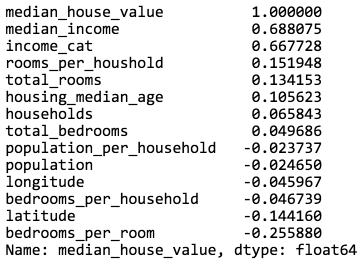 median_house_value 1.000000
median_income 0.688075
income_cat 0.667728
rooms_per_houshold 0.151948
total_rooms 0.134153
housing_median_age 0.105623
households 0.065843
total_bedrooms 0.049686
population_per_household -0.023737
population -0.024650
longitude -0.045967
bedrooms_per_household -0.046739
latitude -0.144160
bedrooms_per_room -0.255880
Name: median_house_value, dtype: float64